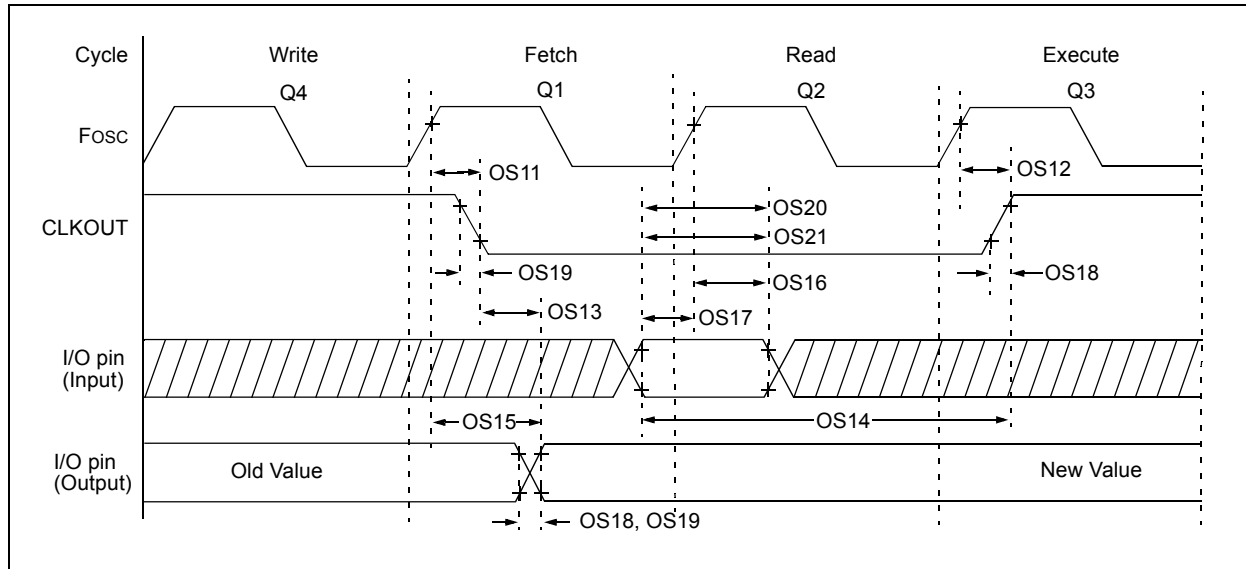 Cycle Write Fetch Read Execute
Q4 Q1 Q2 Q3
FOSC
OS11 OS12
OS20
CLKOUT
OS21
OS19 OS16 OS18
OS13 OS17
I/O pin
(Input)
OS15 OS14
I/O pin
(Output)
Old Value New Value
OS18, OS19